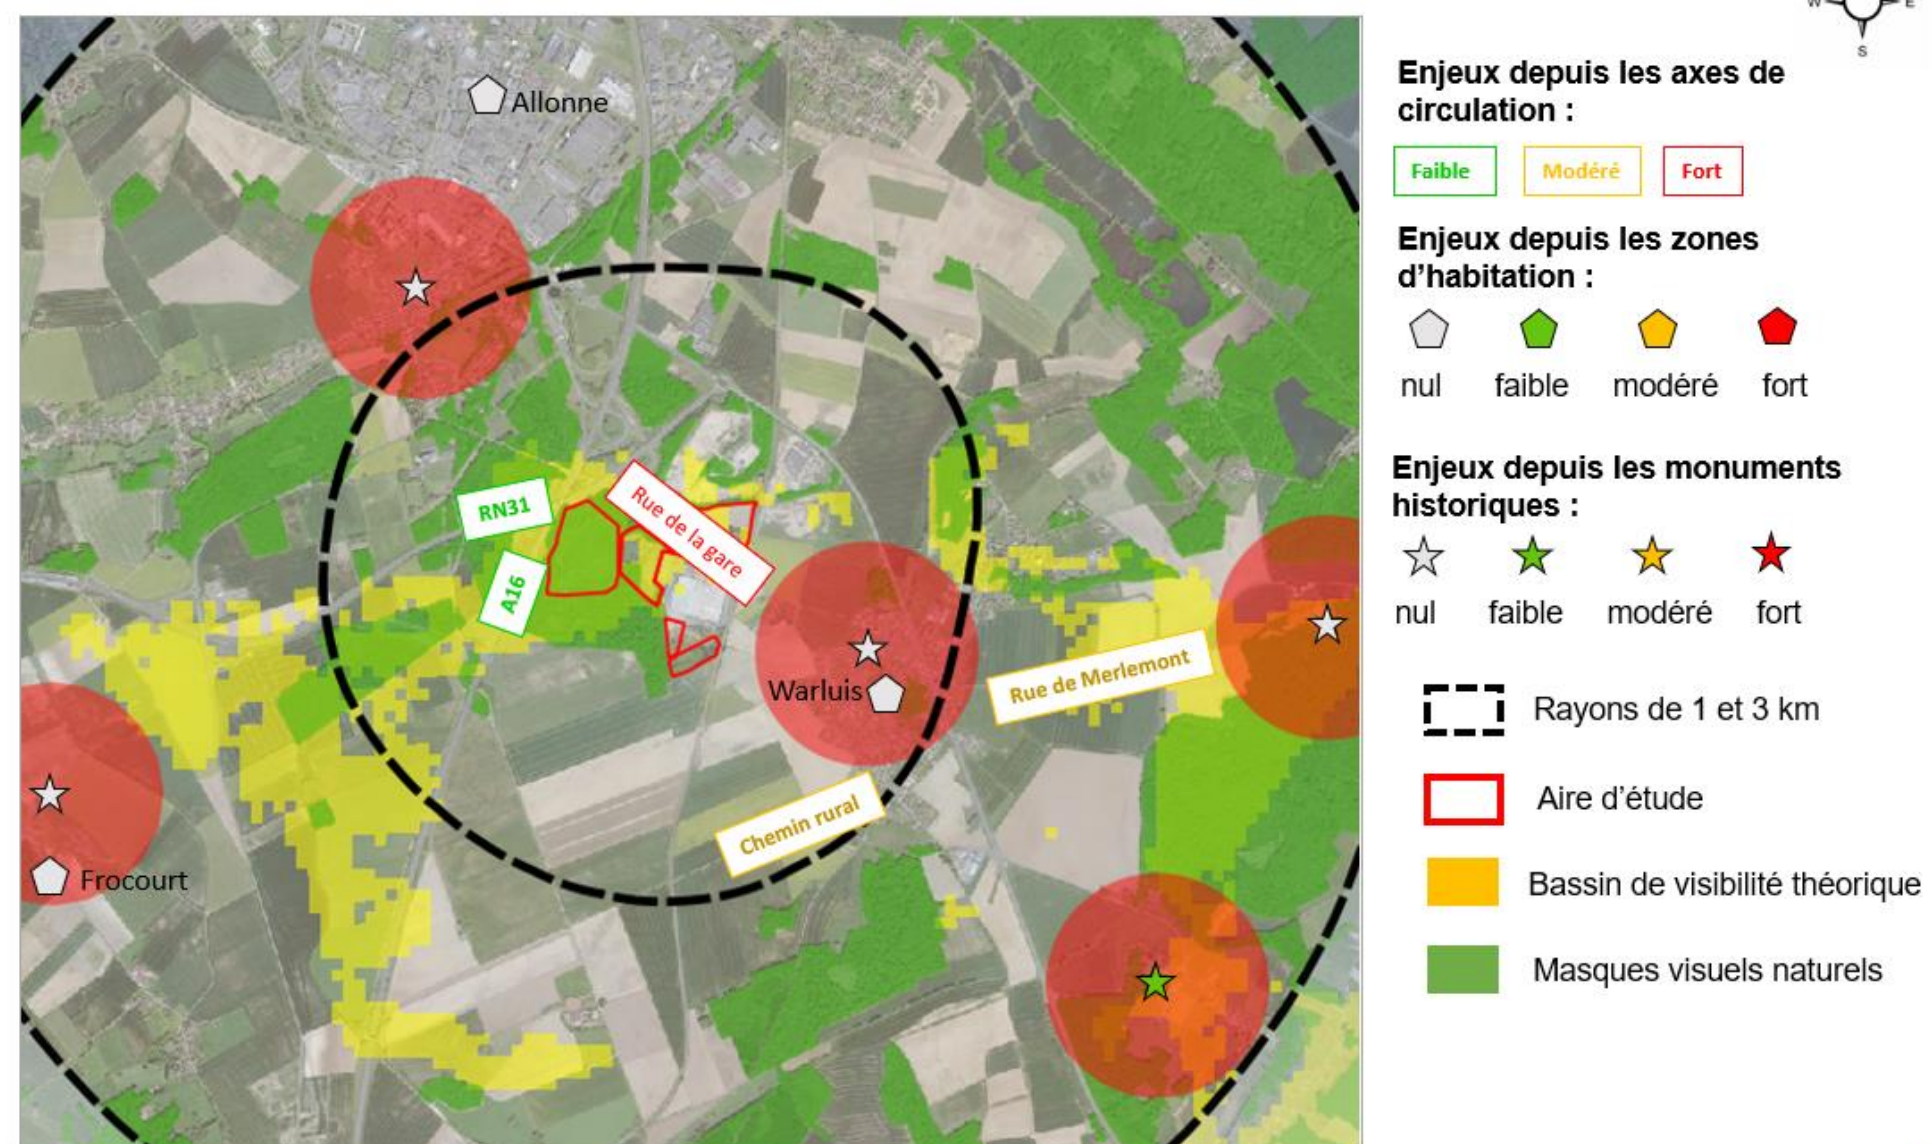 W
E
S
Allonne
RN31
A16
Rue de la gare
Warluis
Rue de Merlemont
Chemin rural
Frocourt
Enjeux depuis les axes de
circulation :
Faible
Modéré
Fort
Enjeux depuis les zones
d’habitation :
nul
faible
modéré
fort
Enjeux depuis les monuments
historiques :
nul
faible
modéré
fort
Rayons de 1 et 3 km
Aire d’étude
Bassin de visibilité théorique
Masques visuels naturels